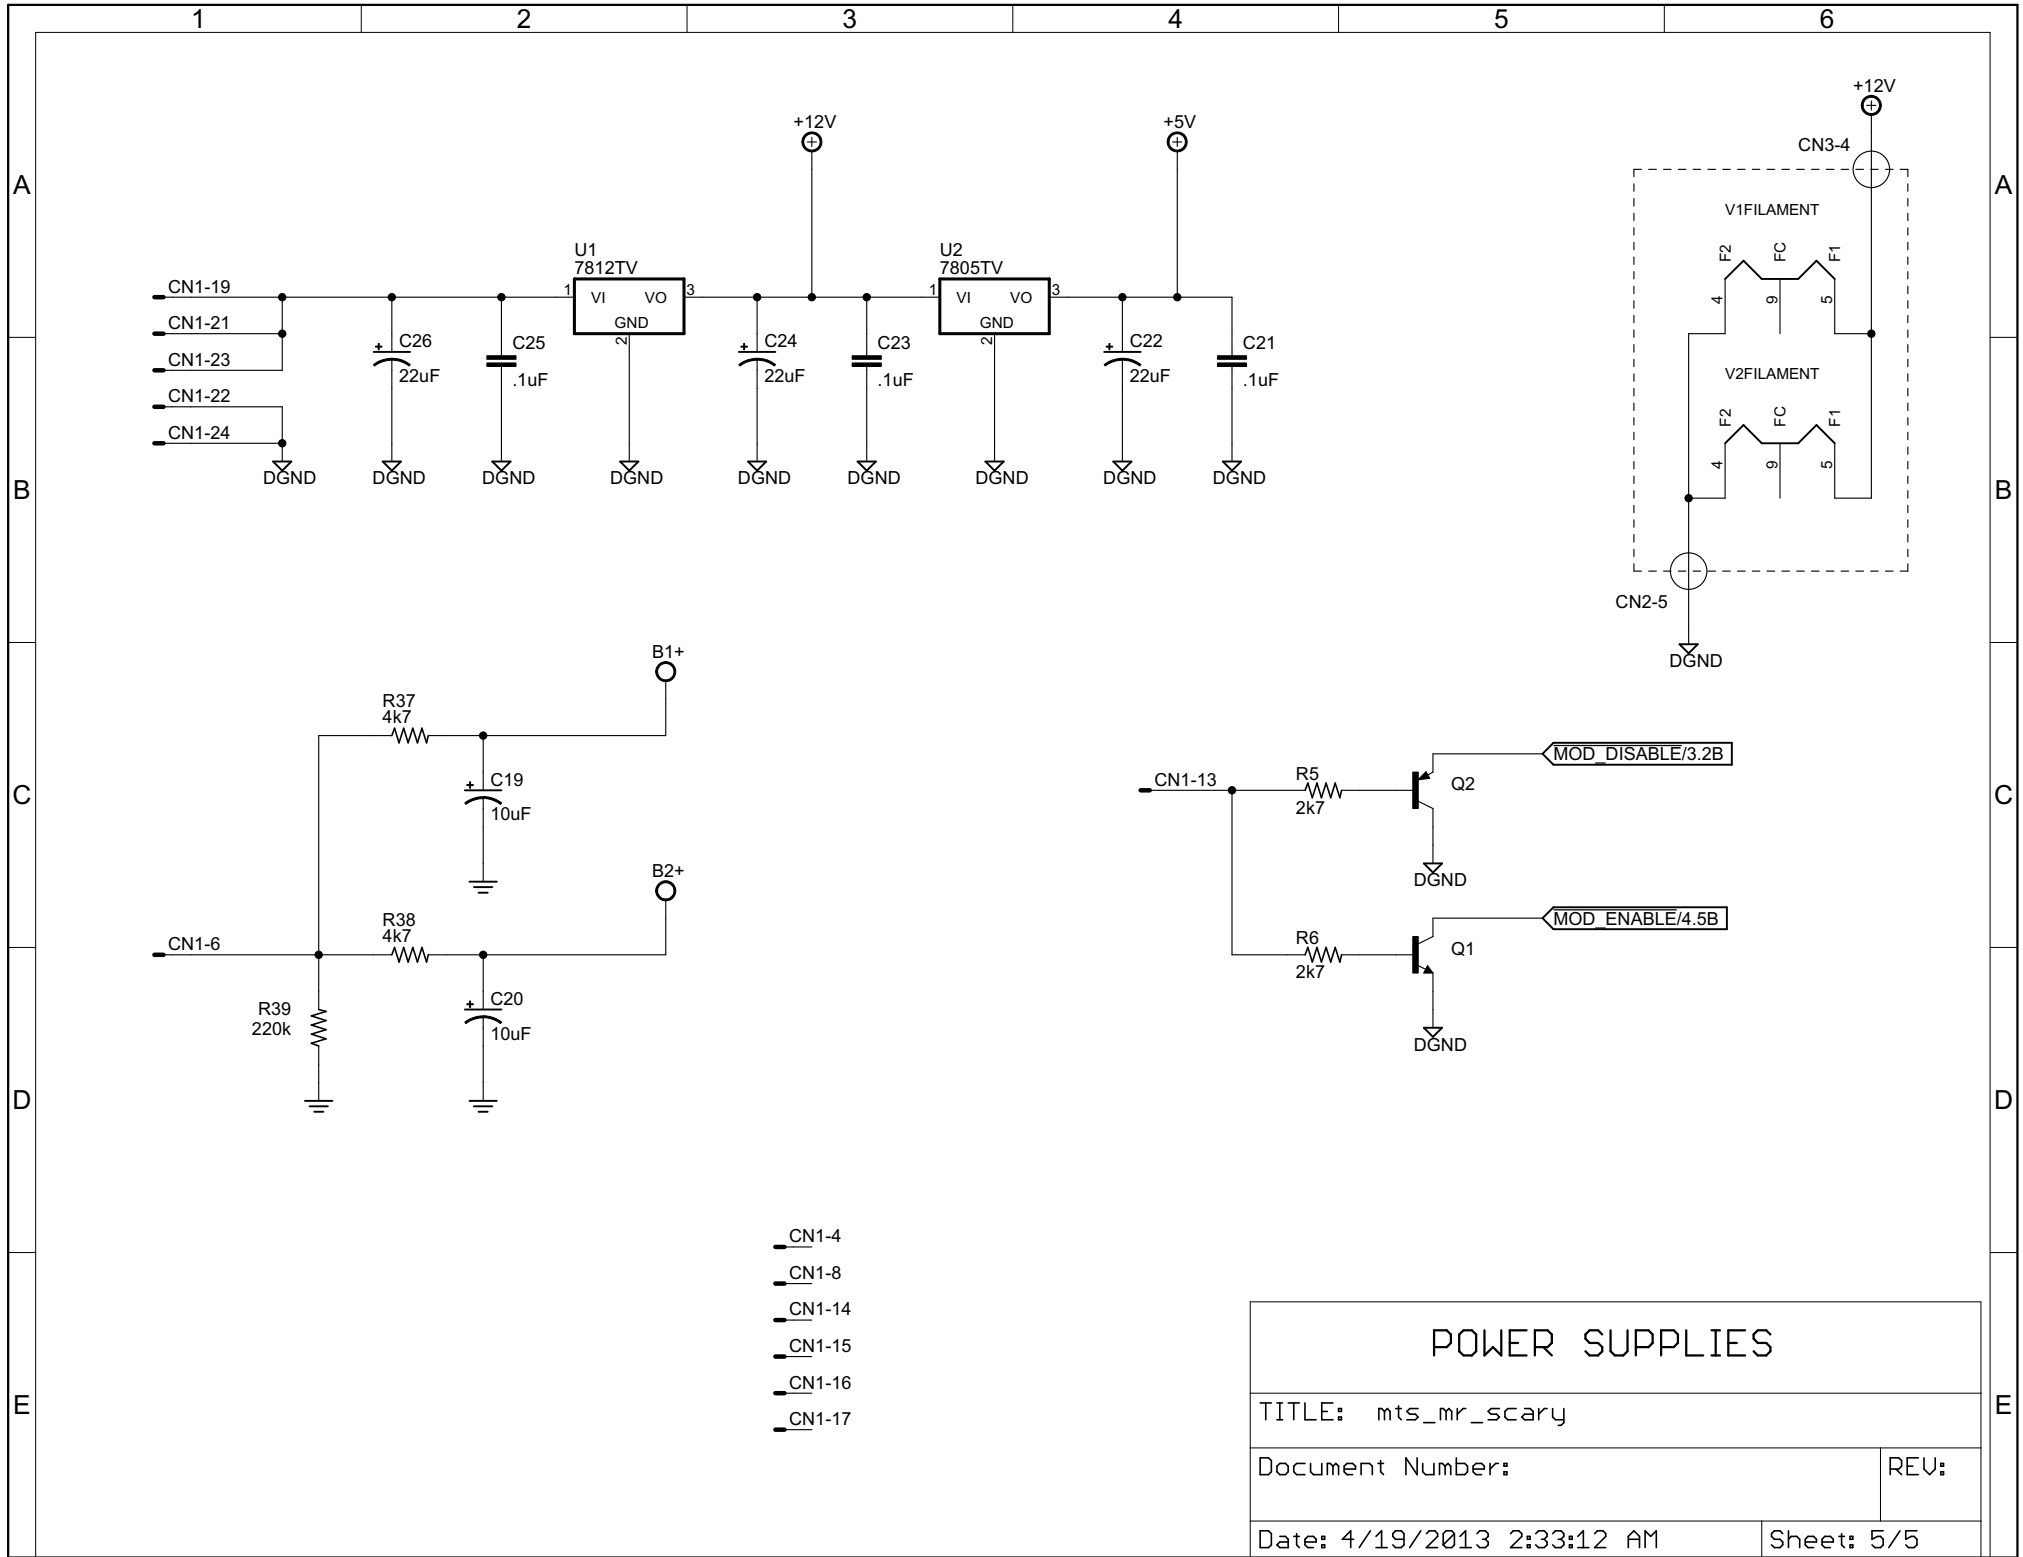 1 2 3 4 5 6
A A
B B
C C
D D
E E
+12V
+5V
+12V
CN3-4
V1FILAMENT
F2 FC F1
4 9 5
V2FILAMENT
F2 FC F1
4 9 5
CN2-5
DGND
U1
7812TV
1 VI VO 3
GND
2
U2
7805TV
1 VI VO 3
GND
2
CN1-19
CN1-21
CN1-23
CN1-22
CN1-24
+ C26
22uF
C25
.1uF
+ C24
22uF
C23
.1uF
+ C22
22uF
C21
.1uF
DGND DGND DGND DGND DGND DGND DGND DGND DGND
B1+
R37
4k7
+ C19
10uF
B2+
R38
4k7
CN1-6
R39
220k
+ C20
10uF
CN1-13
R5
2k7
Q2
MOD_DISABLE/3.2B
DGND
R6
2k7
Q1
MOD_ENABLE/4.5B
DGND
CN1-4
CN1-8
CN1-14
CN1-15
CN1-16
CN1-17
POWER SUPPLIES
TITLE: mts_mr_scary
Document Number:
REV:
Date: 4/19/2013 2:33:12 AM
Sheet: 5/5